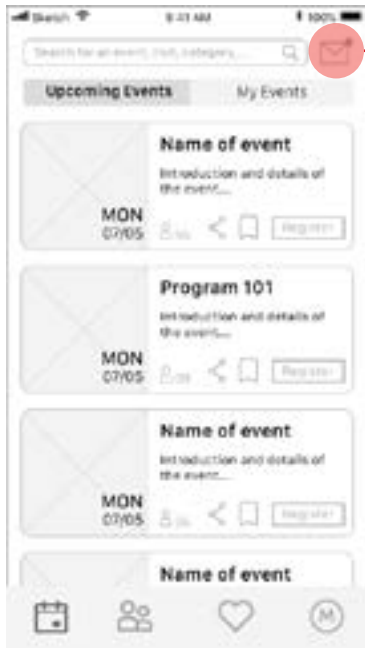 Sketch 9:41 AM 100%
Search for an event, club, category...
Upcoming Events My Events
Name of event
Introduction and details of
the event...
MON
07/05
Register
Program 101
Introduction and details of
the event...
MON
07/05
Register
Name of event
Introduction and details of
the event...
MON
07/05
Register
Name of event
M